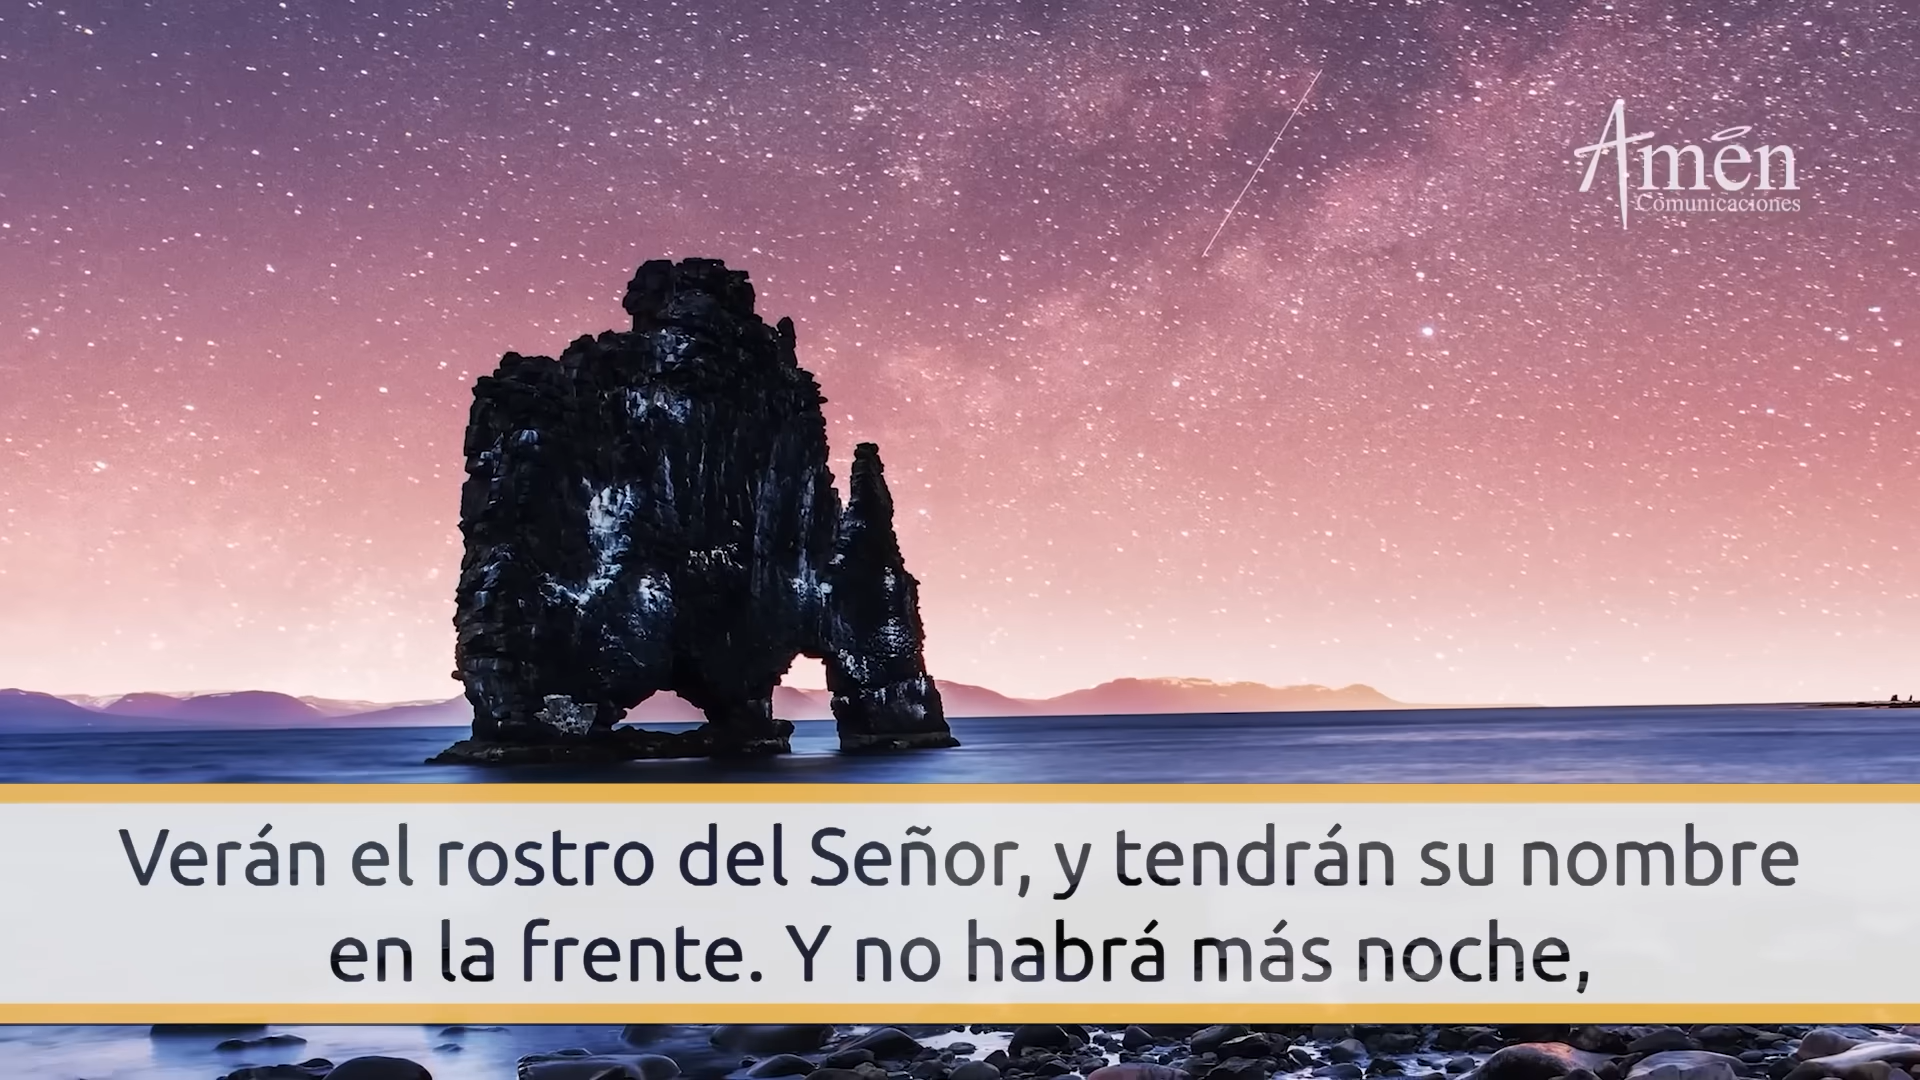 Amén
Comunicaciones
Verán el rostro del Señor, y tendrán su nombre
en la frente. Y no habrá más noche,